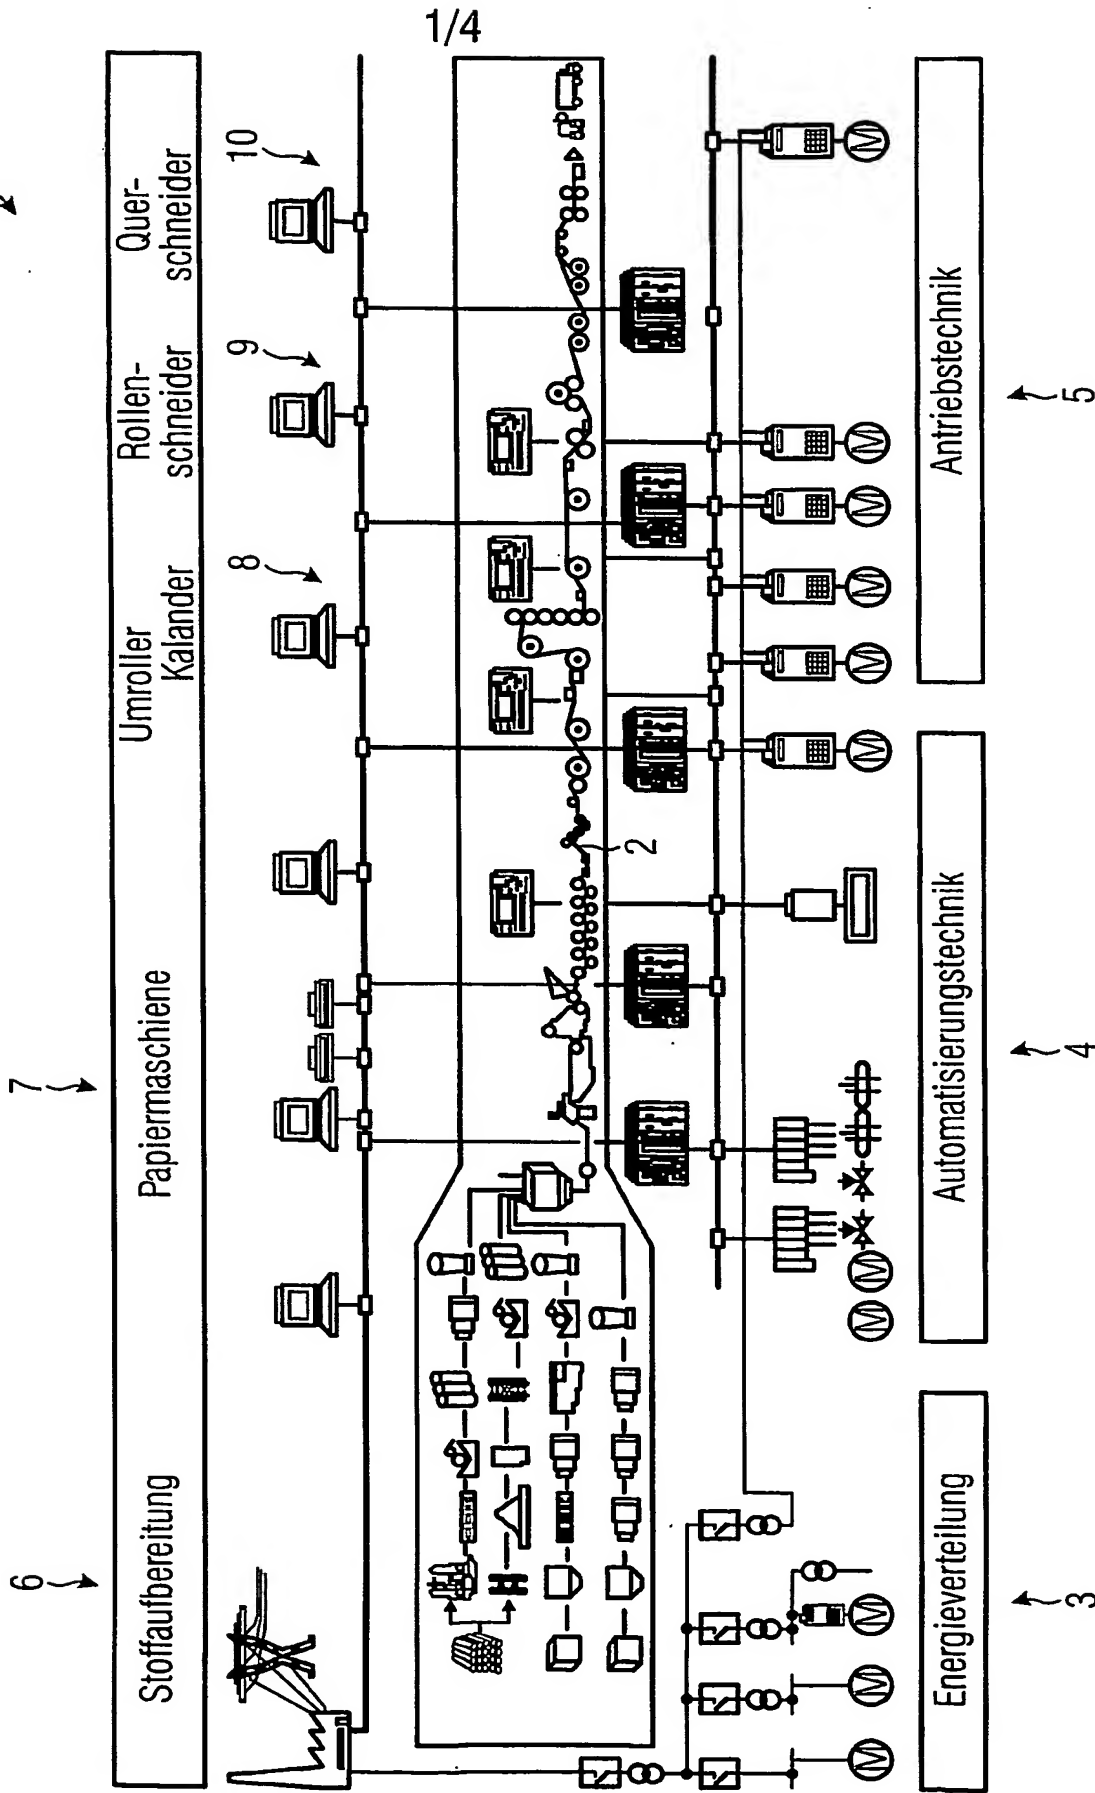 1/4
6
7
8
9
10
Stoffaufbereitung
Papiermaschiene
Umroller
Kalander
Rollen-
schneider
Quer-
schneider
2
Energieverteilung
Automatisierungstechnik
Antriebstechnik
3
4
5